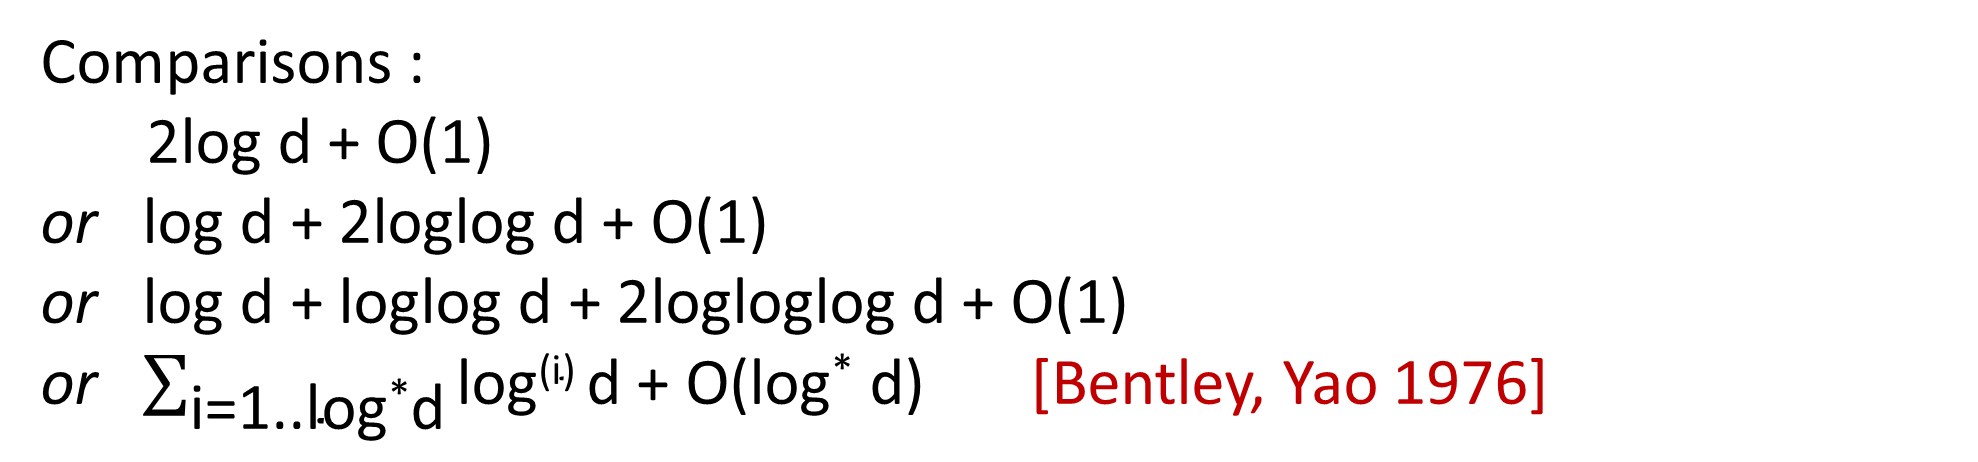 Comparisons :
2log d + O(1)
or log d + 2loglog d + O(1)
or log d + loglog d + 2logloglog d + O(1)
or ∑i=1..log*d log(i) d + O(log* d) [Bentley, Yao 1976]